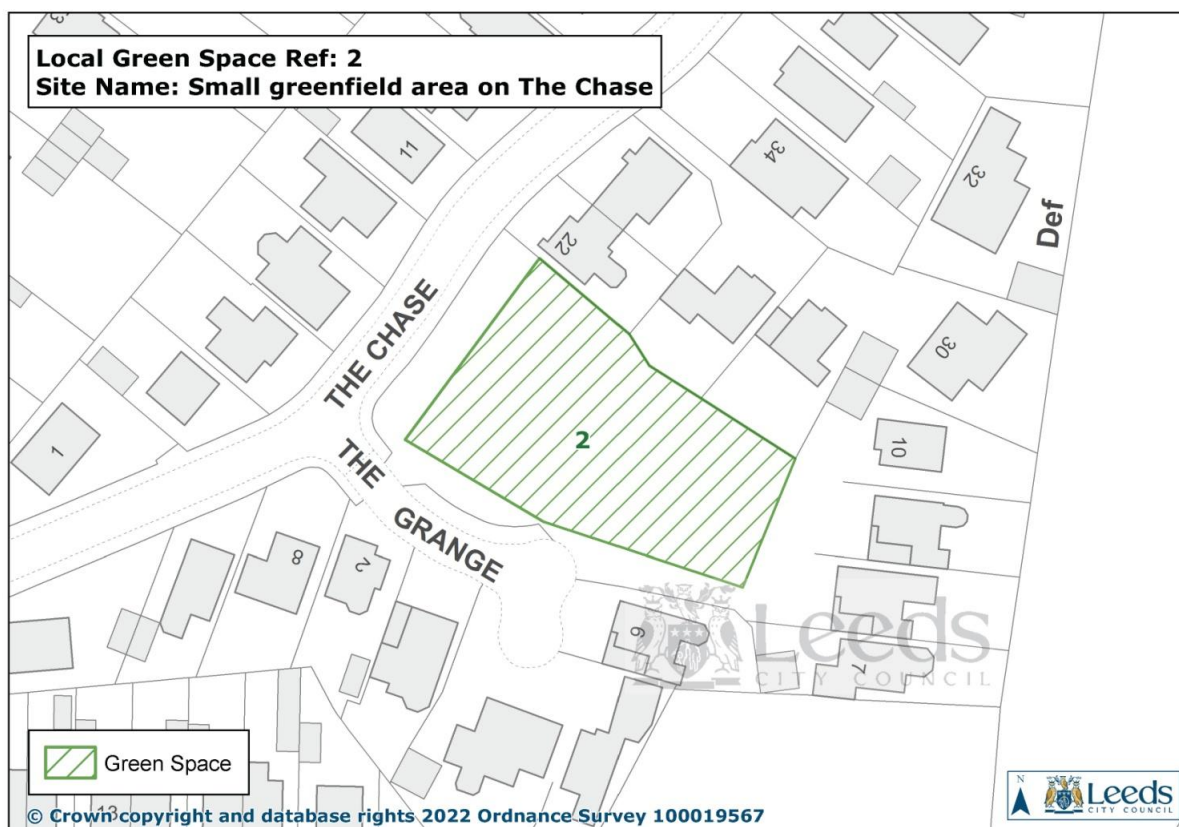 Local Green Space Ref: 2
Site Name: Small greenfield area on The Chase
11
34
32
Def
22
THE CHASE
30
1
2
10
THE
GRANGE
8
2
6
7
Leeds
CITY COUNCIL
Green Space
13
N
Leeds
CITY COUNCIL
© Crown copyright and database rights 2022 Ordnance Survey 100019567